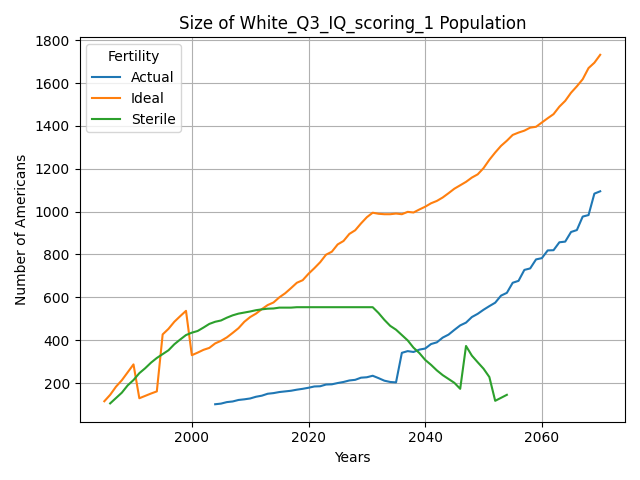 Size of White_Q3_IQ_scoring_1 Population
Fertility
Actual
Ideal
Sterile
Number of Americans
1800
1600
1400
1200
1000
800
600
400
200
2000
2020
2040
2060
Years